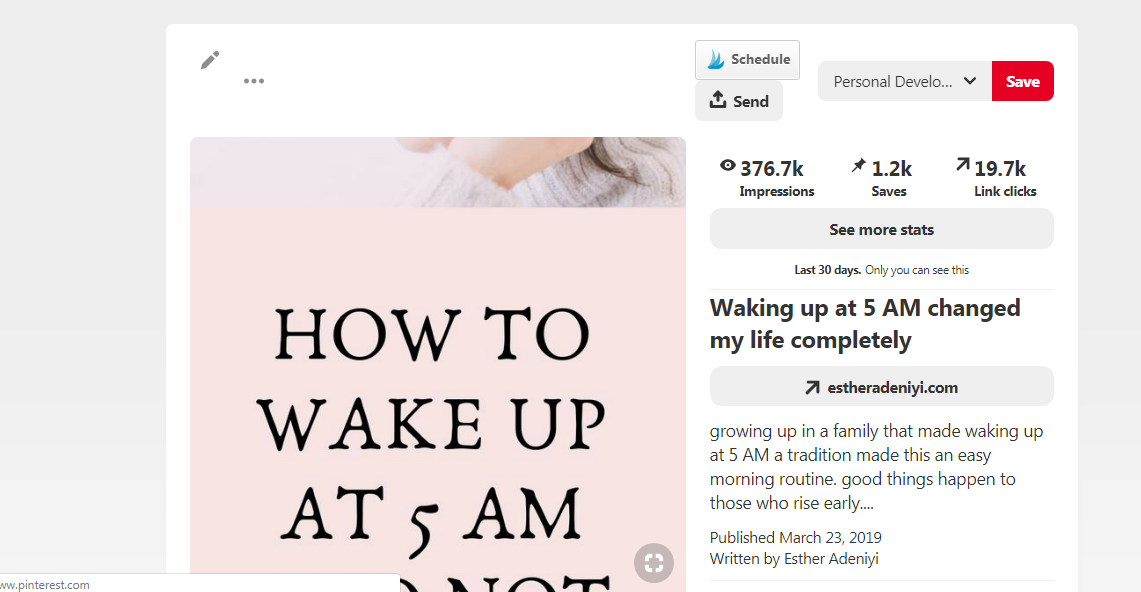 Schedule
Send
Personal Develo...
Save
376.7k
Impressions
1.2k
Saves
19.7k
Link clicks
See more stats
Last 30 days. Only you can see this
Waking up at 5 AM changed
my life completely
estheradeniyi.com
growing up in a family that made waking up
at 5 AM a tradition made this an easy
morning routine. good things happen to
those who rise early....
Published March 23, 2019
Written by Esther Adeniyi
HOW TO
WAKE UP
AT 5 AM
NOT
ww.pinterest.com